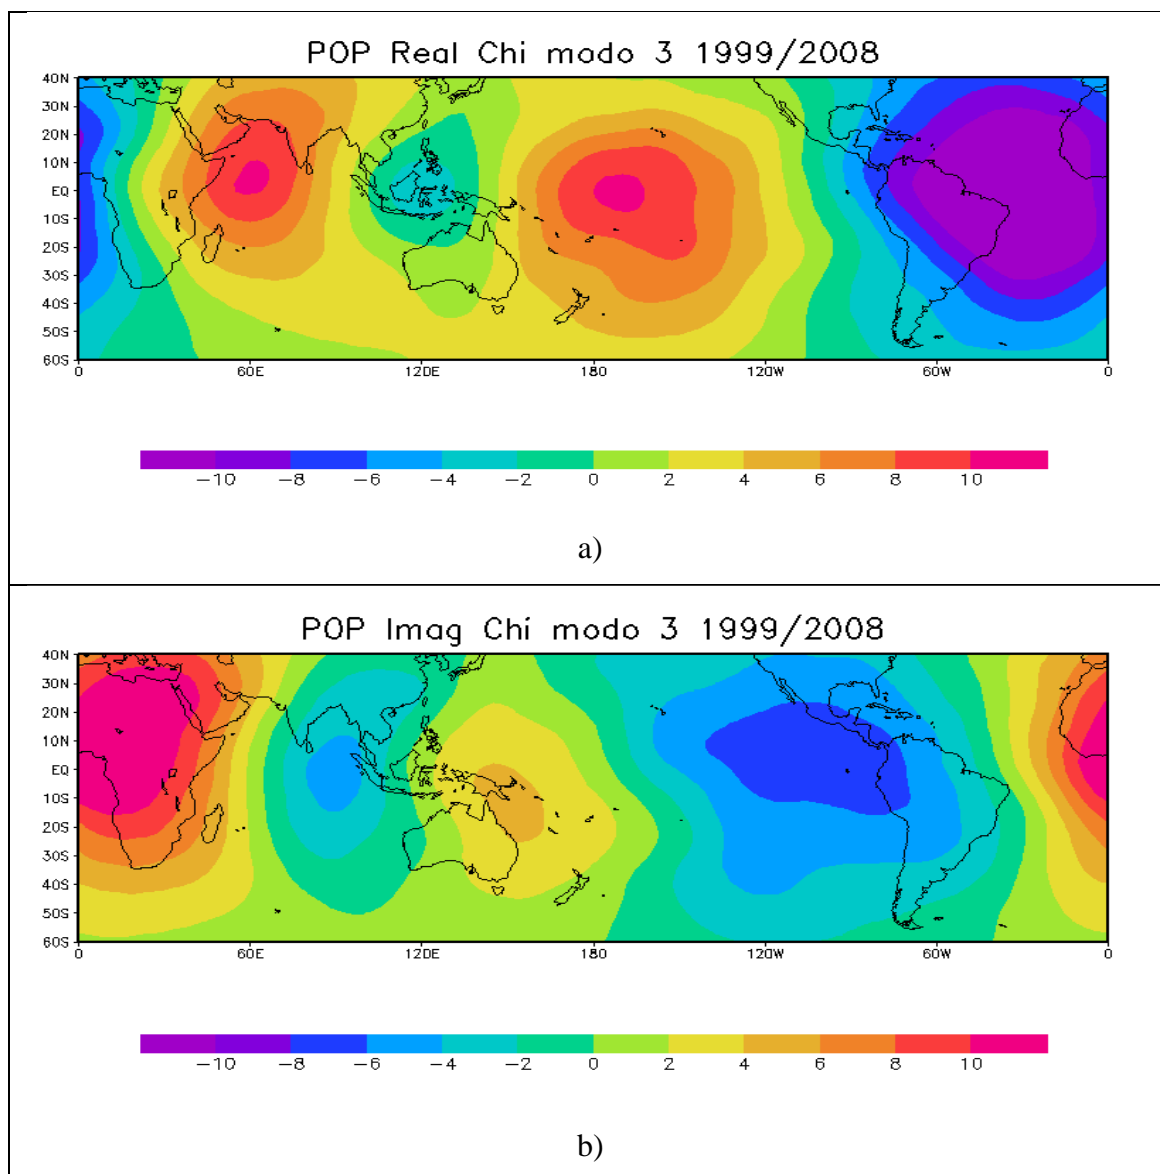 POP Real Chi modo 3 1999/2008
40N
30N
20N
10N
EQ
10S
20S
30S
40S
50S
60S
0 60E 120E 180 120W 60W 0
−10 −8 −6 −4 −2 0 2 4 6 8 10
a)
POP Imag Chi modo 3 1999/2008
40N
30N
20N
10N
EQ
10S
20S
30S
40S
50S
60S
0 60E 120E 180 120W 60W 0
−10 −8 −6 −4 −2 0 2 4 6 8 10
b)